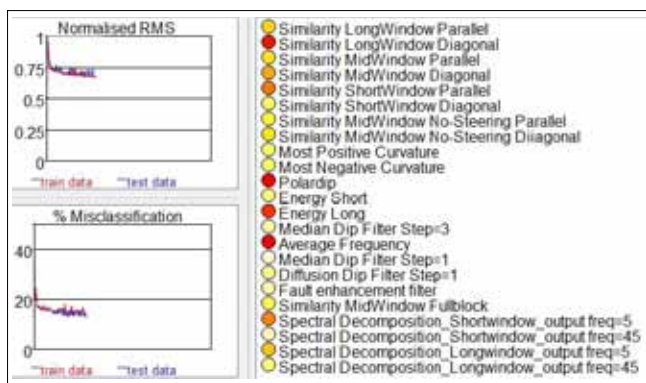 Normalised RMS
1
0.75
0.5
0.25
0
train data test data
% Misclassification
40
20
0
train data test data
Similarity LongWindow Parallel
Similarity LongWindow Diagonal
Similarity MidWindow Parallel
Similarity MidWindow Diagonal
Similarity ShortWindow Parallel
Similarity ShortWindow Diagonal
Similarity MidWindow No-Steering Parallel
Similarity MidWindow No-Steering Diiagonal
Most Positive Curvature
Most Negative Curvature
Polardip
Energy Short
Energy Long
Median Dip Filter Step=3
Average Frequency
Median Dip Filter Step=1
Diffusion Dip Filter Step=1
Fault enhancement filter
Similarity MidWindow Fullblock
Spectral Decomposition_Shortwindow_output freq=5
Spectral Decomposition_Shortwindow_output freq=45
Spectral Decomposition_Longwindow_output freq=5
Spectral Decomposition_Longwindow_output freq=45